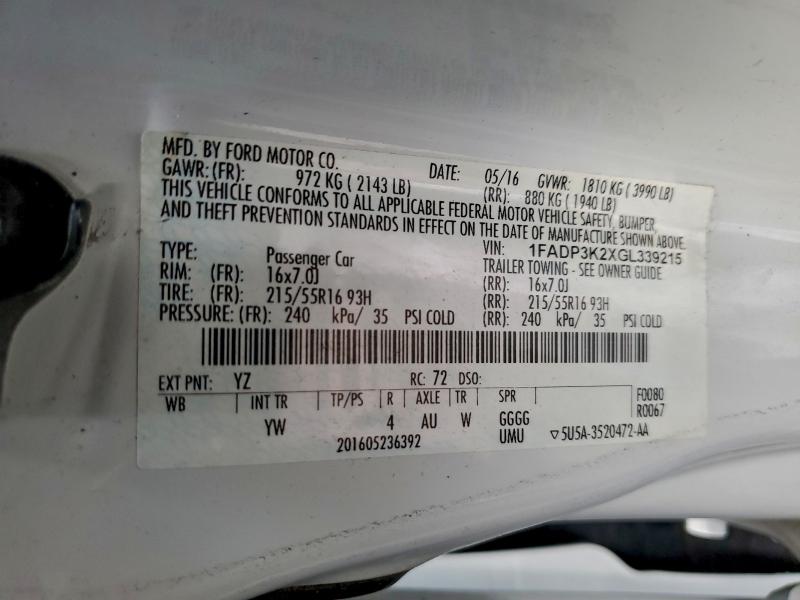 MFD. BY FORD MOTOR CO. DATE: 05/16 GVWR: 1810 KG ( 3990 LB)
GAWR: (FR): 972 KG ( 2143 LB) (RR): 880 KG ( 1940 LB)
THIS VEHICLE CONFORMS TO ALL APPLICABLE FEDERAL MOTOR VEHICLE SAFETY, BUMPER,
AND THEFT PREVENTION STANDARDS IN EFFECT ON THE DATE OF MANUFACTURE SHOWN ABOVE.
VIN: 1FADP3K2XGL339215
TYPE: Passenger Car TRAILER TOWING - SEE OWNER GUIDE
RIM: (FR): 16x7.0J (RR): 16x7.0J
TIRE: (FR): 215/55R16 93H (RR): 215/55R16 93H
PRESSURE: (FR): 240 kPa/ 35 PSI COLD (RR): 240 kPa/ 35 PSI COLD
EXT PNT: YZ RC: 72 DSO:
WB INT TR TP/PS R AXLE TR SPR F0080
R0067
YW 4 AU W GGGG
201605236392 UMU ▽5U5A-3520472-AA